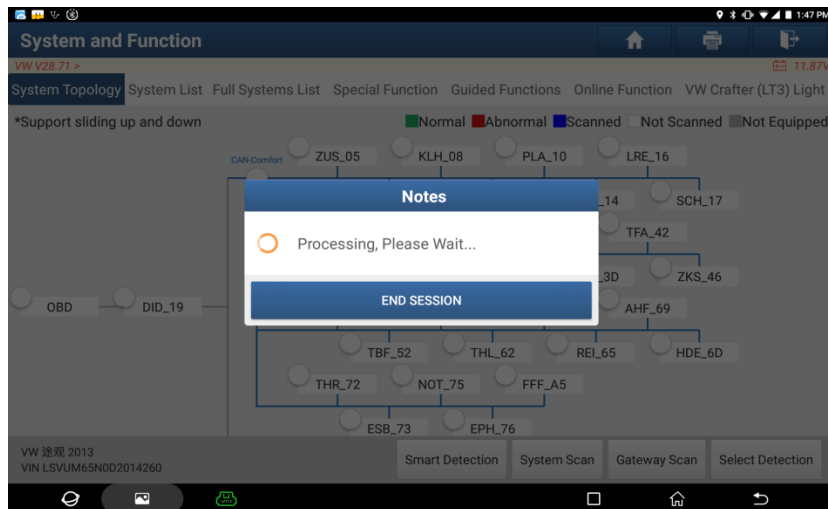 1:47 PM
System and Function
VW V28.71 >
11.87V
System Topology System List Full Systems List Special Function Guided Functions Online Function VW Crafter (LT3) Light
*Support sliding up and down
Normal Abnormal Scanned Not Scanned Not Equipped
CAN-Comfort
ZUS_05 KLH_08 PLA_10 LRE_16
Notes
_14 SCH_17
Processing, Please Wait...
TFA_42
_3D ZKS_46
END SESSION
OBD DID_19 AHF_69
TBF_52 THL_62 REI_65 HDE_6D
THR_72 NOT_75 FFF_A5
ESB_73 EPH_76
VW 途观 2013
VIN LSVUM65N0D2014260
Smart Detection System Scan Gateway Scan Select Detection
VCI